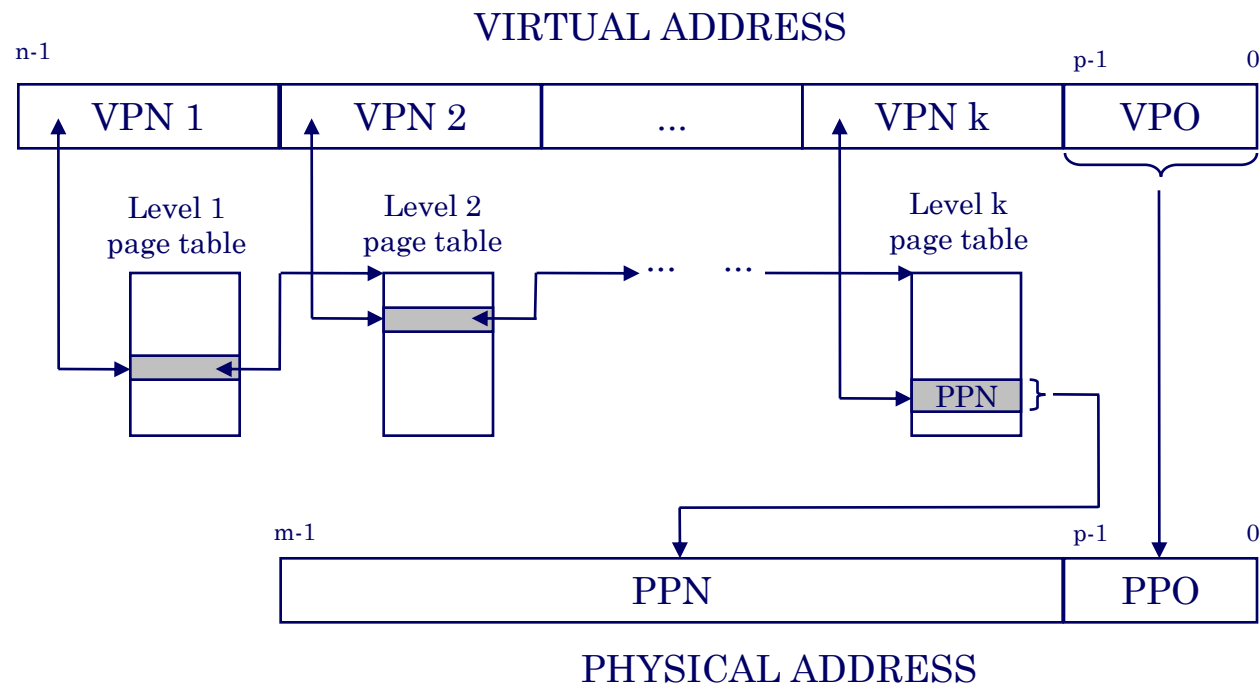 VIRTUAL ADDRESS
n-1
p-1
0
VPN 1
VPN 2
...
VPN k
VPO
Level 1
page table
Level 2
page table
Level k
page table
...
...
PPN
m-1
p-1
0
PPN
PPO
PHYSICAL ADDRESS